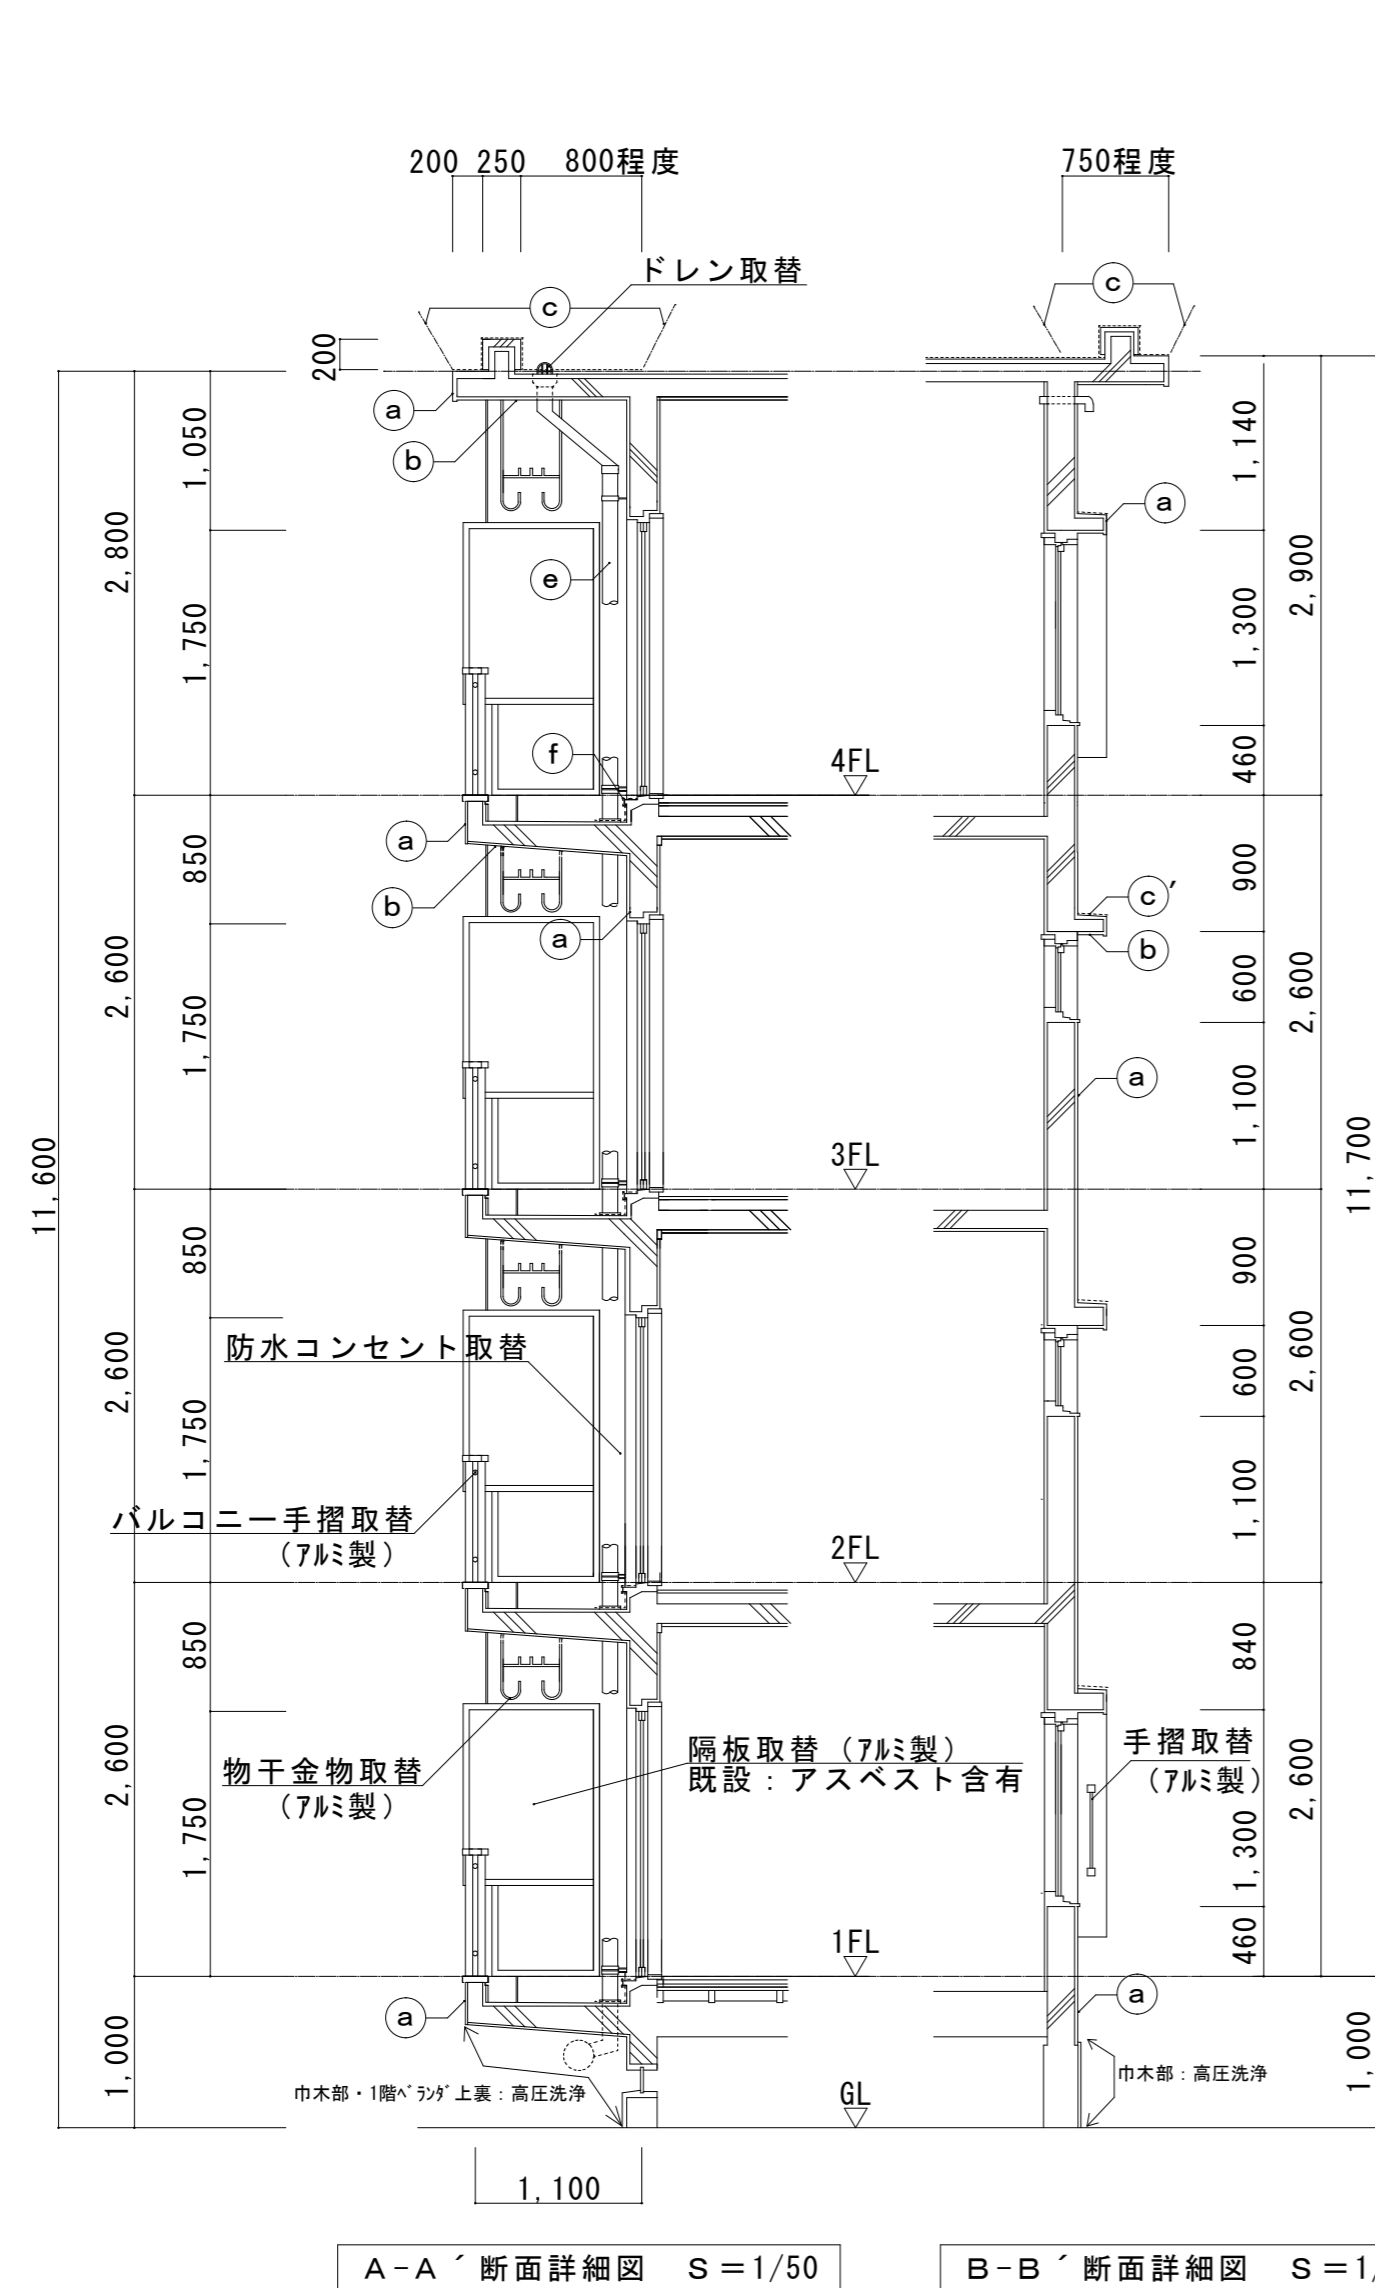 200 250 800程度
750程度
ドレン取替
c
c
200
a
b
a
e
1,050
1,140
2,800
2,900
1,750
1,300
f
4FL
460
a
b
a
850
900
c´
b
600
2,600
2,600
1,750
a
1,100
11,600
11,700
3FL
850
900
防水コンセント取替
2,600
2,600
600
1,750
1,100
バルコニー手摺取替
(アルミ製)
2FL
850
840
物干金物取替
(アルミ製)
隔板取替(アルミ製)
既設:アスベスト含有
手摺取替
(アルミ製)
2,600
2,600
1,750
1,300
1FL
460
a
a
1,000
1,000
巾木部・1階ベランダ上裏:高圧洗浄
巾木部:高圧洗浄
GL
1,100
A-A´断面詳細図 S=1/50
B-B´断面詳細図 S=1/